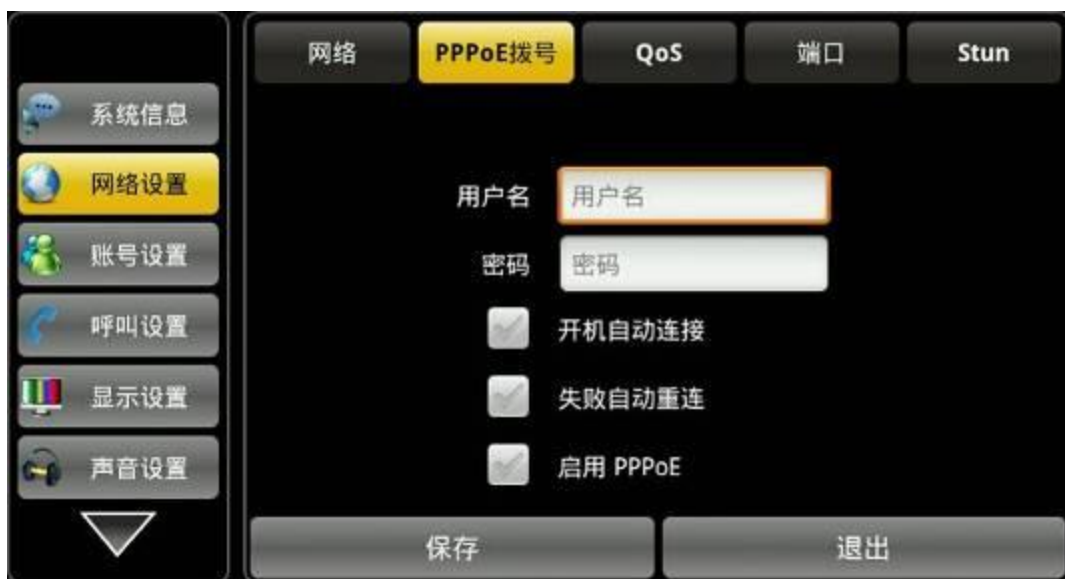 网络
PPPoE拨号
QoS
端口
Stun
系统信息
网络设置
账号设置
呼叫设置
显示设置
声音设置
用户名
用户名
密码
密码
开机自动连接
失败自动重连
启用 PPPoE
保存
退出